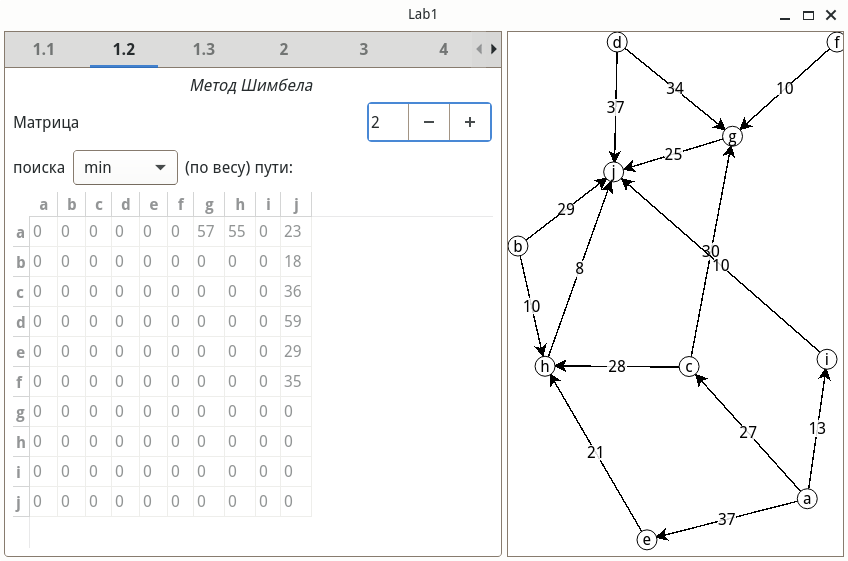 Lab1
1.1 1.2 1.3 2 3 4
Метод Шимбела
Матрица 2 − +
поиска min (по весу) пути:
a b c d e f g h i j
a 0 0 0 0 0 0 57 55 0 23
b 0 0 0 0 0 0 0 0 0 18
c 0 0 0 0 0 0 0 0 0 36
d 0 0 0 0 0 0 0 0 0 59
e 0 0 0 0 0 0 0 0 0 29
f 0 0 0 0 0 0 0 0 0 35
g 0 0 0 0 0 0 0 0 0 0
h 0 0 0 0 0 0 0 0 0 0
i 0 0 0 0 0 0 0 0 0 0
j 0 0 0 0 0 0 0 0 0 0
d f
34 10
37
g
25
j
29
b
30
8 10
10
h 28 c i
27 13
21
a
37
e